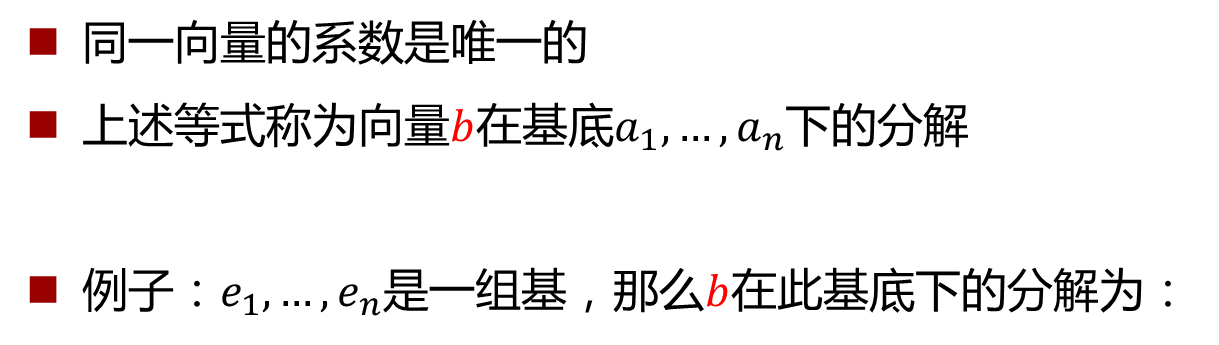 同一向量的系数是唯一的
上述等式称为向量b在基底a₁, … , aₙ下的分解
例子：e₁, … , eₙ是一组基，那么b在此基底下的分解为：